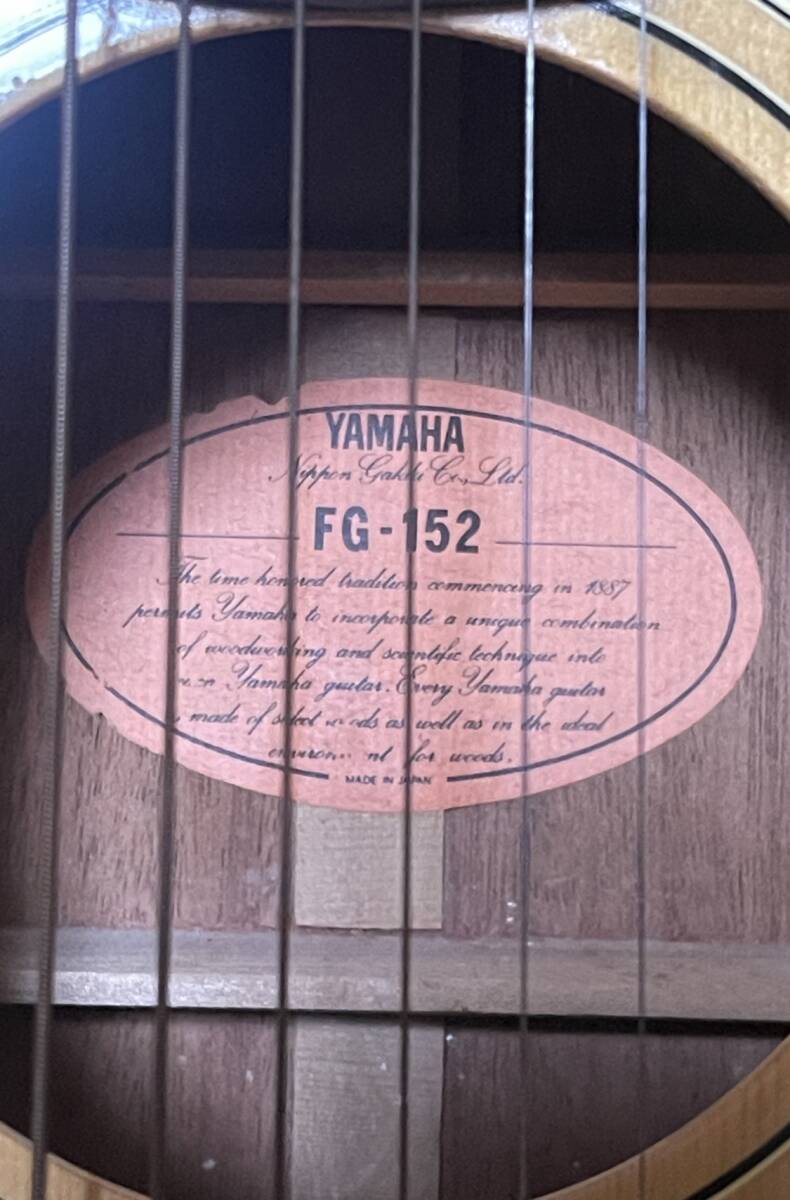 YAMAHA
Nippon Gakki Co., Ltd.
FG-152
The time honored tradition commencing in 1887
permits Yamaha to incorporate a unique combination
of woodworking and scientific technique into
Yamaha guitar. Every Yamaha guitar
made of select woods as well as in the ideal
environment for woods.
MADE IN JAPAN